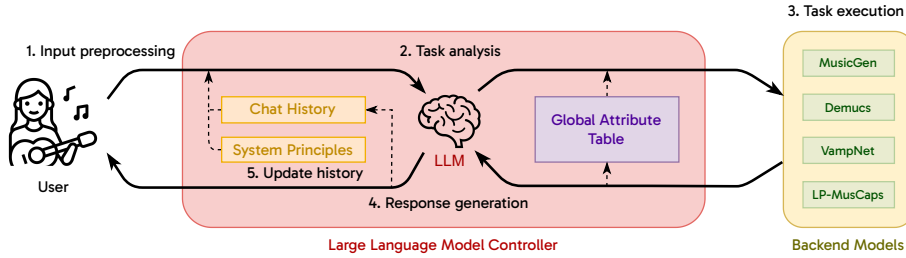 3. Task execution
1. Input preprocessing
2. Task analysis
MusicGen
Chat History
Demucs
Global Attribute
Table
System Principles
VampNet
LLM
5. Update history
User
LP-MusCaps
4. Response generation
Large Language Model Controller
Backend Models